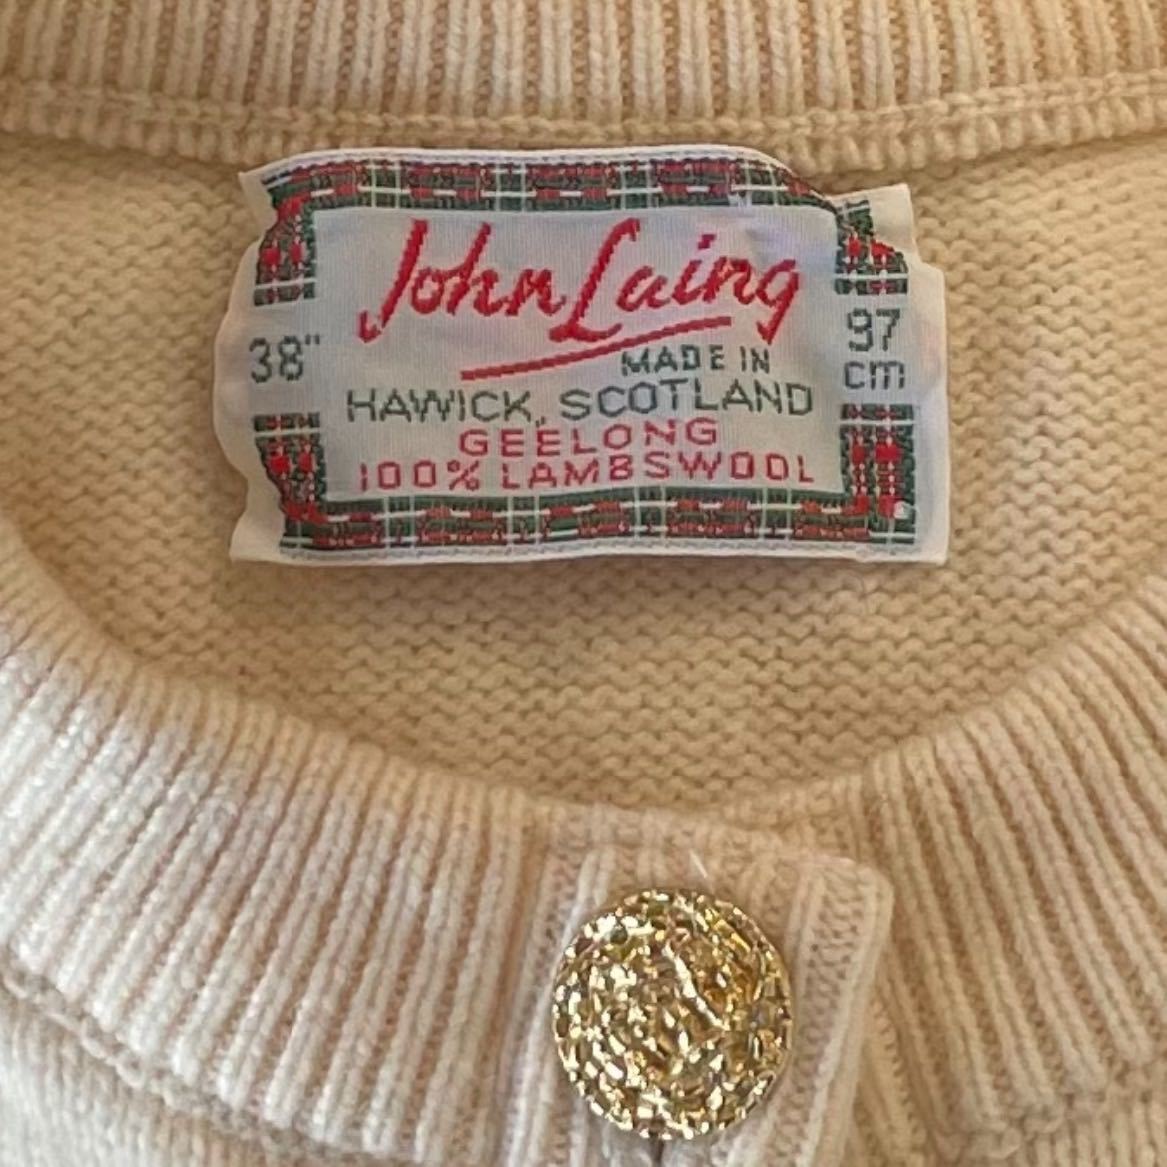 John Laing
38"
97
cm
MADE IN
HAWICK, SCOTLAND
GEELONG
100% LAMBSWOOL